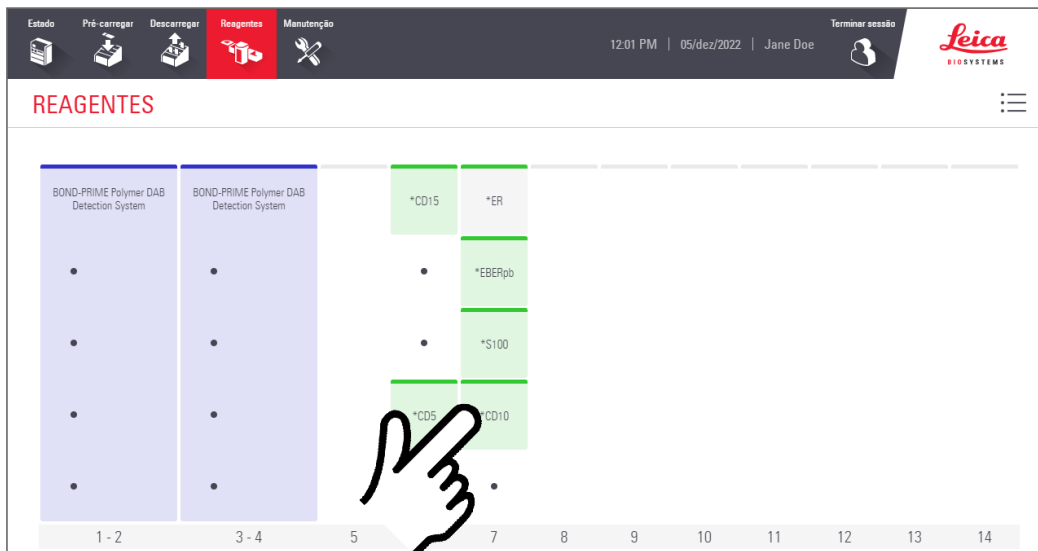 Estado Pré-carregar Descarregar Reagentes Manutenção Terminar sessão
12:01 PM | 05/dez/2022 | Jane Doe
Leica
BIOSYSTEMS
REAGENTES
BOND-PRIME Polymer DAB
Detection System
BOND-PRIME Polymer DAB
Detection System
*CD15 *ER
*EBERpb
*S100
*CD5 *CD10
1 - 2 3 - 4 5 7 8 9 10 11 12 13 14